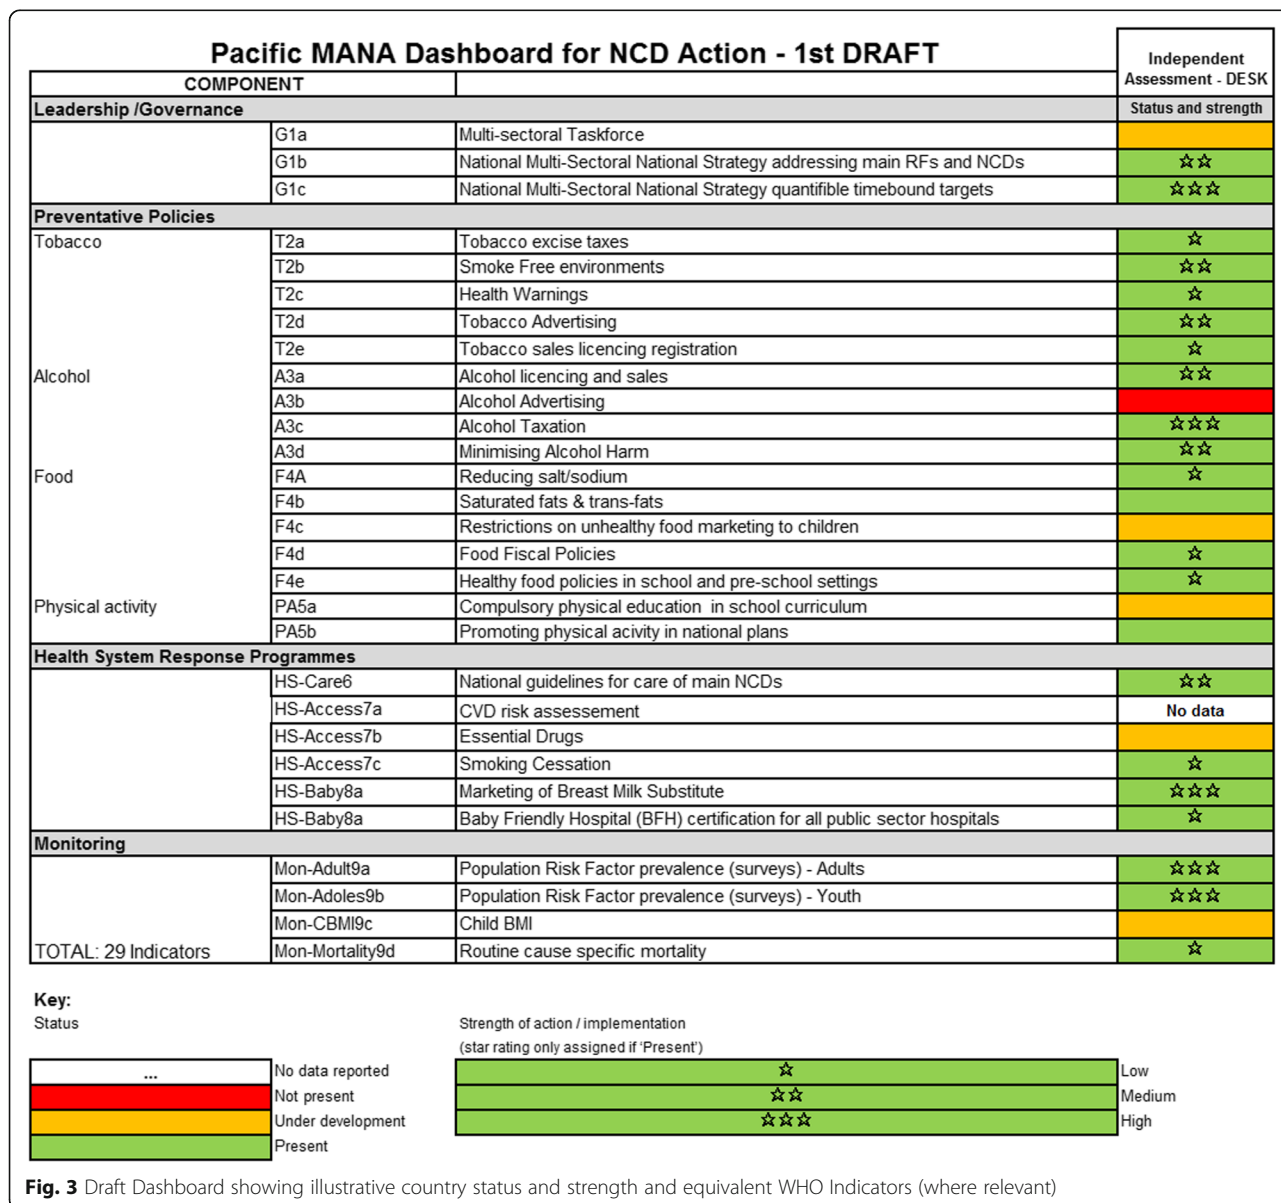 Pacific MANA Dashboard for NCD Action - 1st DRAFT
Independent
Assessment - DESK
COMPONENT
Leadership /Governance Status and strength
G1a Multi-sectoral Taskforce
G1b National Multi-Sectoral National Strategy addressing main RFs and NCDs ☆☆
G1c National Multi-Sectoral National Strategy quantifible timebound targets ☆☆☆
Preventative Policies
Tobacco T2a Tobacco excise taxes ☆
T2b Smoke Free environments ☆☆
T2c Health Warnings ☆
T2d Tobacco Advertising ☆☆
T2e Tobacco sales licencing registration ☆
Alcohol A3a Alcohol licencing and sales ☆☆
A3b Alcohol Advertising
A3c Alcohol Taxation ☆☆☆
A3d Minimising Alcohol Harm ☆☆
Food F4A Reducing salt/sodium ☆
F4b Saturated fats & trans-fats
F4c Restrictions on unhealthy food marketing to children
F4d Food Fiscal Policies ☆
F4e Healthy food policies in school and pre-school settings ☆
Physical activity PA5a Compulsory physical education in school curriculum
PA5b Promoting physical acivity in national plans
Health System Response Programmes
HS-Care6 National guidelines for care of main NCDs ☆☆
HS-Access7a CVD risk assessement No data
HS-Access7b Essential Drugs
HS-Access7c Smoking Cessation ☆
HS-Baby8a Marketing of Breast Milk Substitute ☆☆☆
HS-Baby8a Baby Friendly Hospital (BFH) certification for all public sector hospitals ☆
Monitoring
Mon-Adult9a Population Risk Factor prevalence (surveys) - Adults ☆☆☆
Mon-Adoles9b Population Risk Factor prevalence (surveys) - Youth ☆☆☆
Mon-CBMI9c Child BMI
TOTAL: 29 Indicators Mon-Mortality9d Routine cause specific mortality ☆
Key:
Status Strength of action / implementation
(star rating only assigned if 'Present')
... No data reported ☆ Low
Not present ☆☆ Medium
Under development ☆☆☆ High
Present
Fig. 3 Draft Dashboard showing illustrative country status and strength and equivalent WHO Indicators (where relevant)